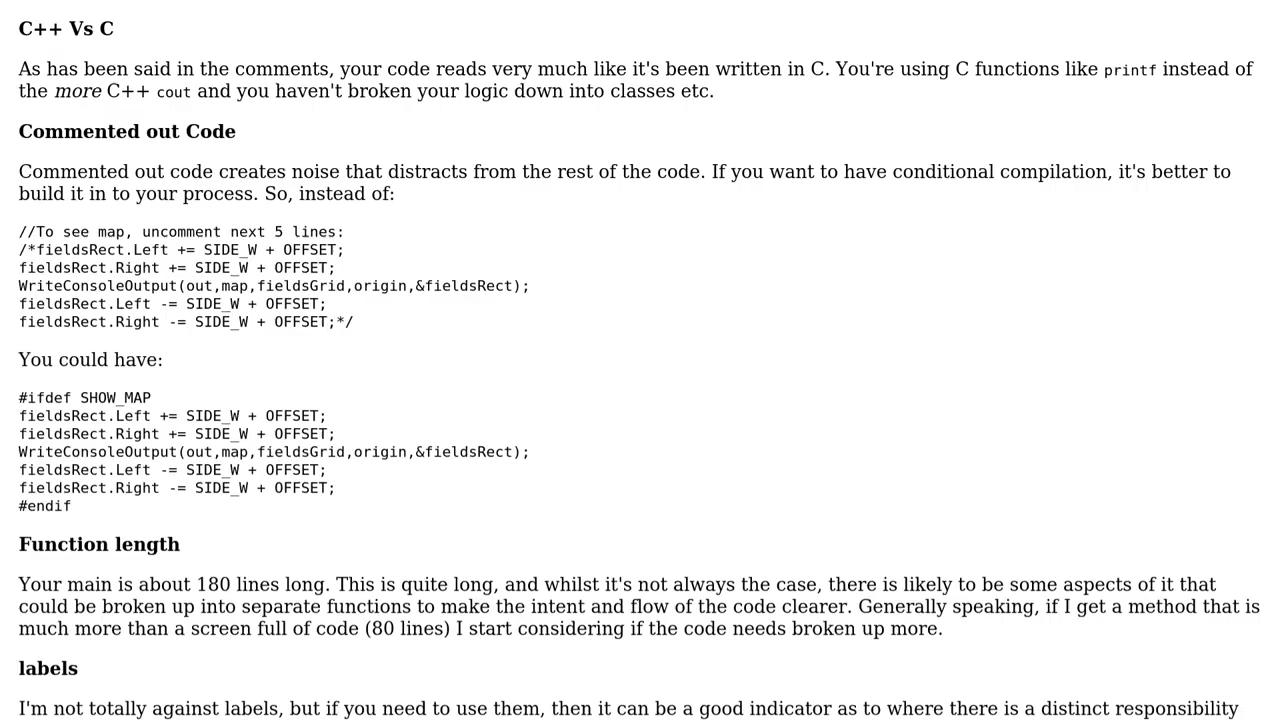 C++ Vs C
As has been said in the comments, your code reads very much like it's been written in C. You're using C functions like printf instead of
the more C++ cout and you haven't broken your logic down into classes etc.
Commented out Code
Commented out code creates noise that distracts from the rest of the code. If you want to have conditional compilation, it's better to
build it in to your process. So, instead of:
//To see map, uncomment next 5 lines:
/*fieldsRect.Left += SIDE_W + OFFSET;
fieldsRect.Right += SIDE_W + OFFSET;
WriteConsoleOutput(out,map,fieldsGrid,origin,&fieldsRect);
fieldsRect.Left -= SIDE_W + OFFSET;
fieldsRect.Right -= SIDE_W + OFFSET;*/
You could have:
#ifdef SHOW_MAP
fieldsRect.Left += SIDE_W + OFFSET;
fieldsRect.Right += SIDE_W + OFFSET;
WriteConsoleOutput(out,map,fieldsGrid,origin,&fieldsRect);
fieldsRect.Left -= SIDE_W + OFFSET;
fieldsRect.Right -= SIDE_W + OFFSET;
#endif
Function length
Your main is about 180 lines long. This is quite long, and whilst it's not always the case, there is likely to be some aspects of it that
could be broken up into separate functions to make the intent and flow of the code clearer. Generally speaking, if I get a method that is
much more than a screen full of code (80 lines) I start considering if the code needs broken up more.
labels
I'm not totally against labels, but if you need to use them, then it can be a good indicator as to where there is a distinct responsibility